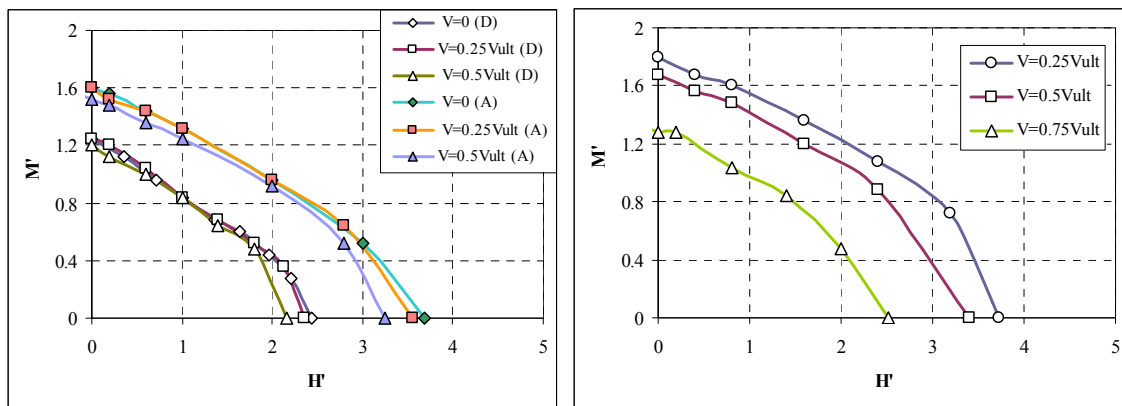 2
1.6
1.2
0.8
0.4
0
M'
0 1 2 3 4 5
H'
V=0 (D)
V=0.25Vult (D)
V=0.5Vult (D)
V=0 (A)
V=0.25Vult (A)
V=0.5Vult (A)
2
1.6
1.2
0.8
0.4
0
M'
0 1 2 3 4 5
H'
V=0.25Vult
V=0.5Vult
V=0.75Vult